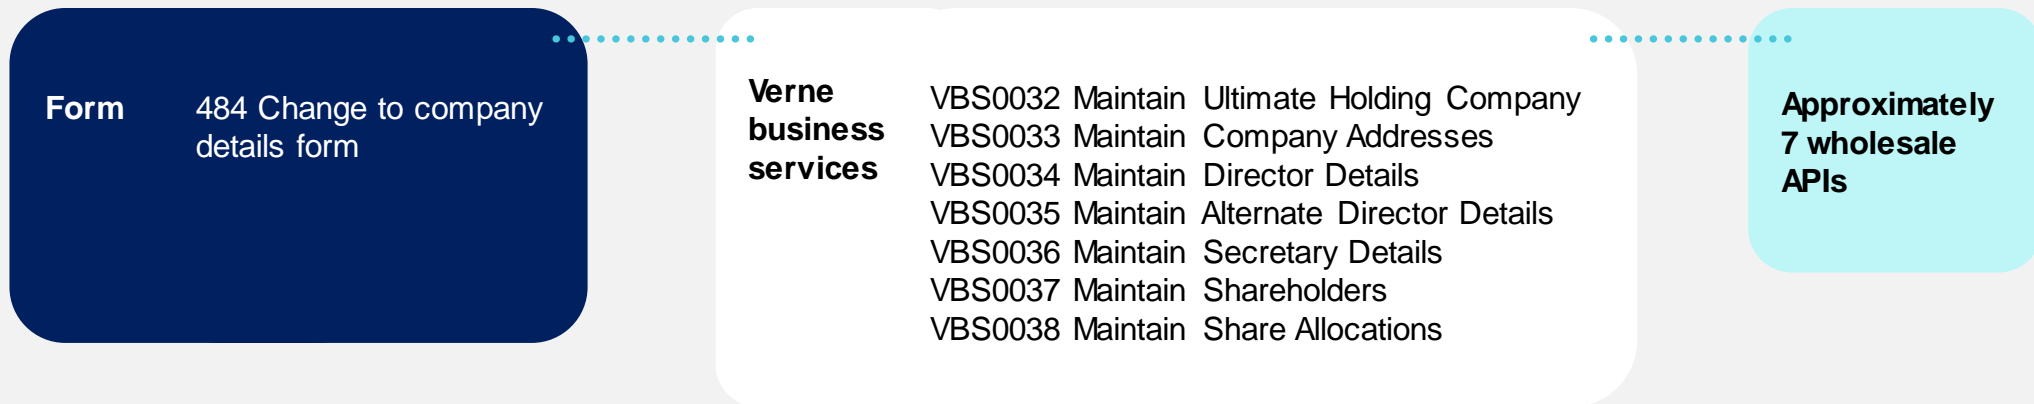 Form
484 Change to company
details form
Verne
business
services
VBS0032 Maintain Ultimate Holding Company
VBS0033 Maintain Company Addresses
VBS0034 Maintain Director Details
VBS0035 Maintain Alternate Director Details
VBS0036 Maintain Secretary Details
VBS0037 Maintain Shareholders
VBS0038 Maintain Share Allocations
Approximately
7 wholesale
APIs